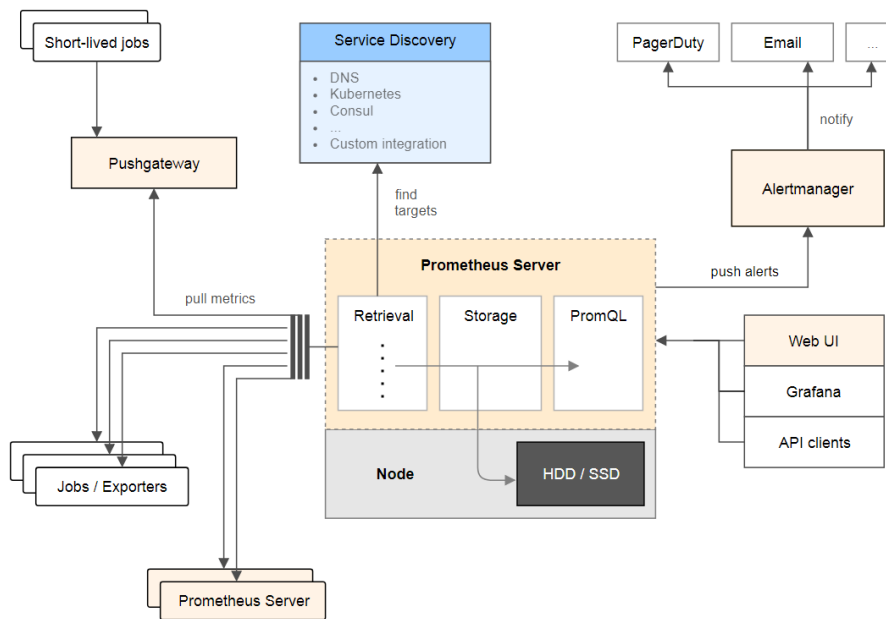 Short-lived jobs
Service Discovery
• DNS
• Kubernetes
• Consul
• ...
• Custom integration
PagerDuty
Email
...
notify
Pushgateway
Alertmanager
find
targets
Prometheus Server
push alerts
pull metrics
Retrieval
Storage
PromQL
Web UI
Grafana
API clients
Jobs / Exporters
Node
HDD / SSD
Prometheus Server